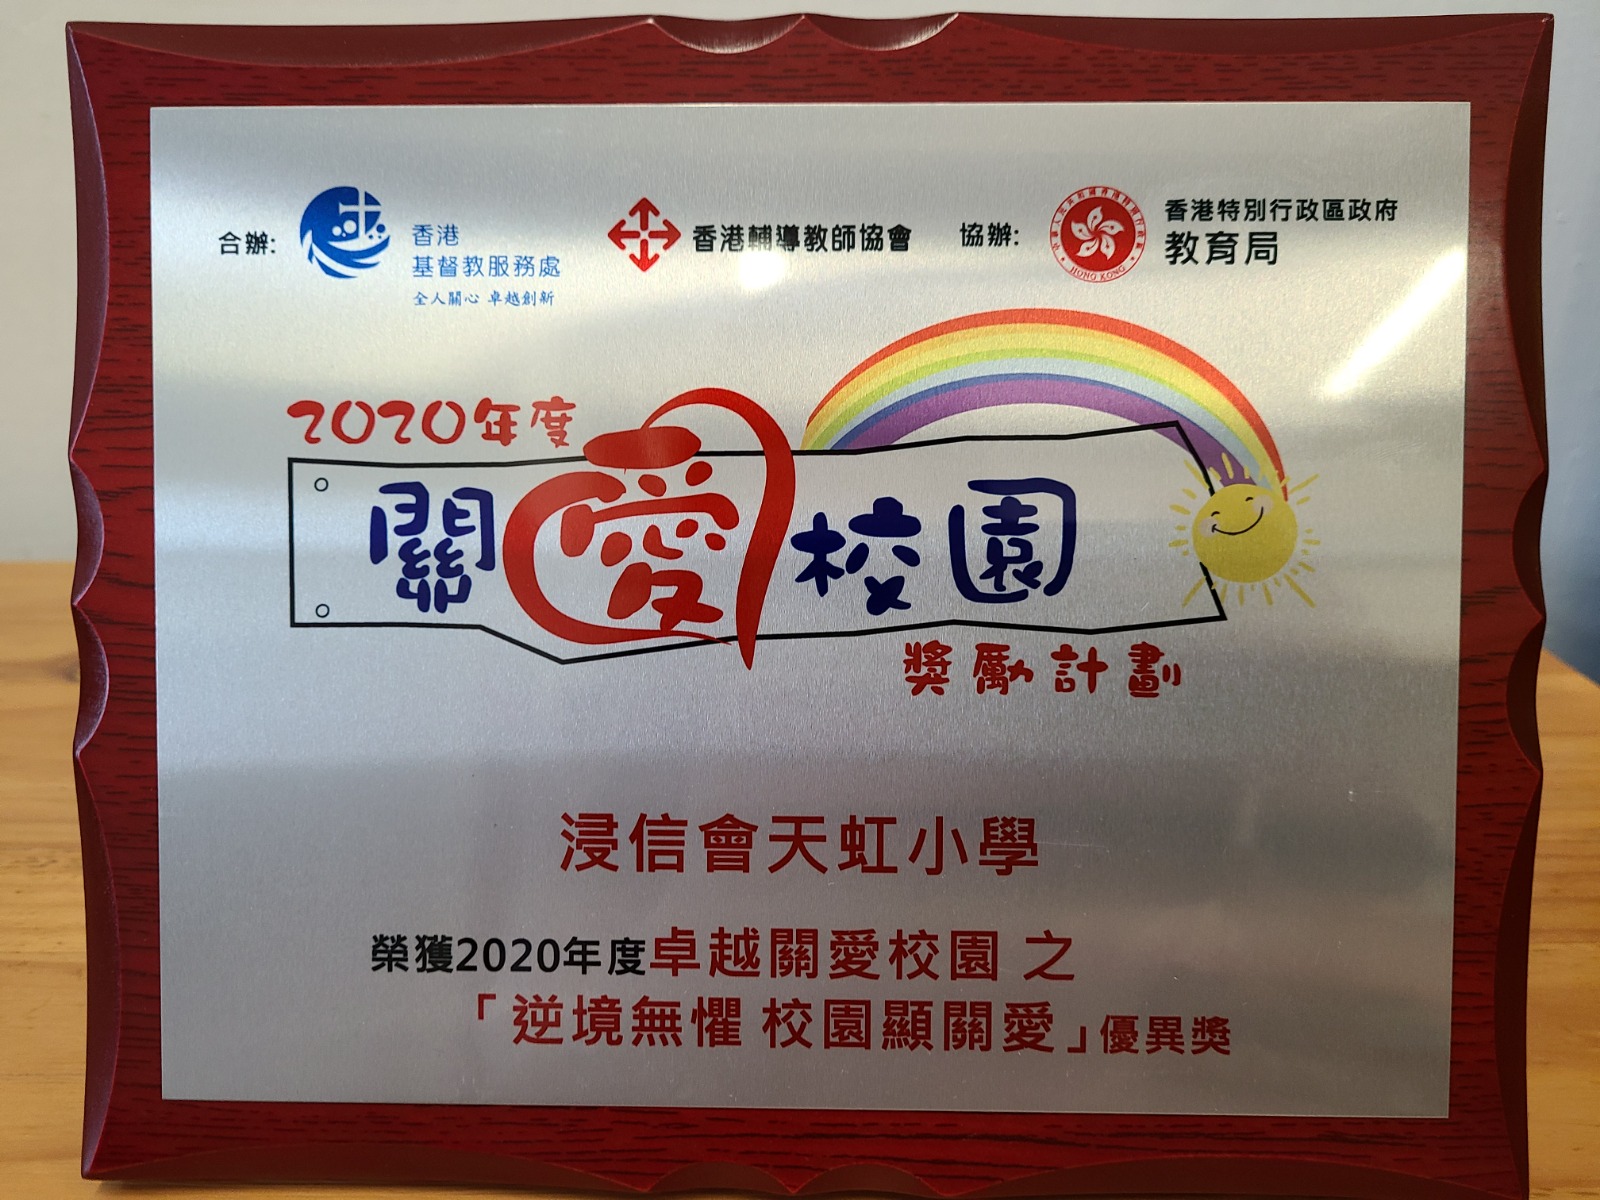 合辦:
香港
基督教服務處
全人關心 卓越創新
香港輔導教師協會
協辦:
HONG KONG
香港特別行政區政府
教育局
2020年度
關愛校園
獎勵計劃
浸信會天虹小學
榮獲2020年度卓越關愛校園 之
「逆境無懼 校園顯關愛」優異獎